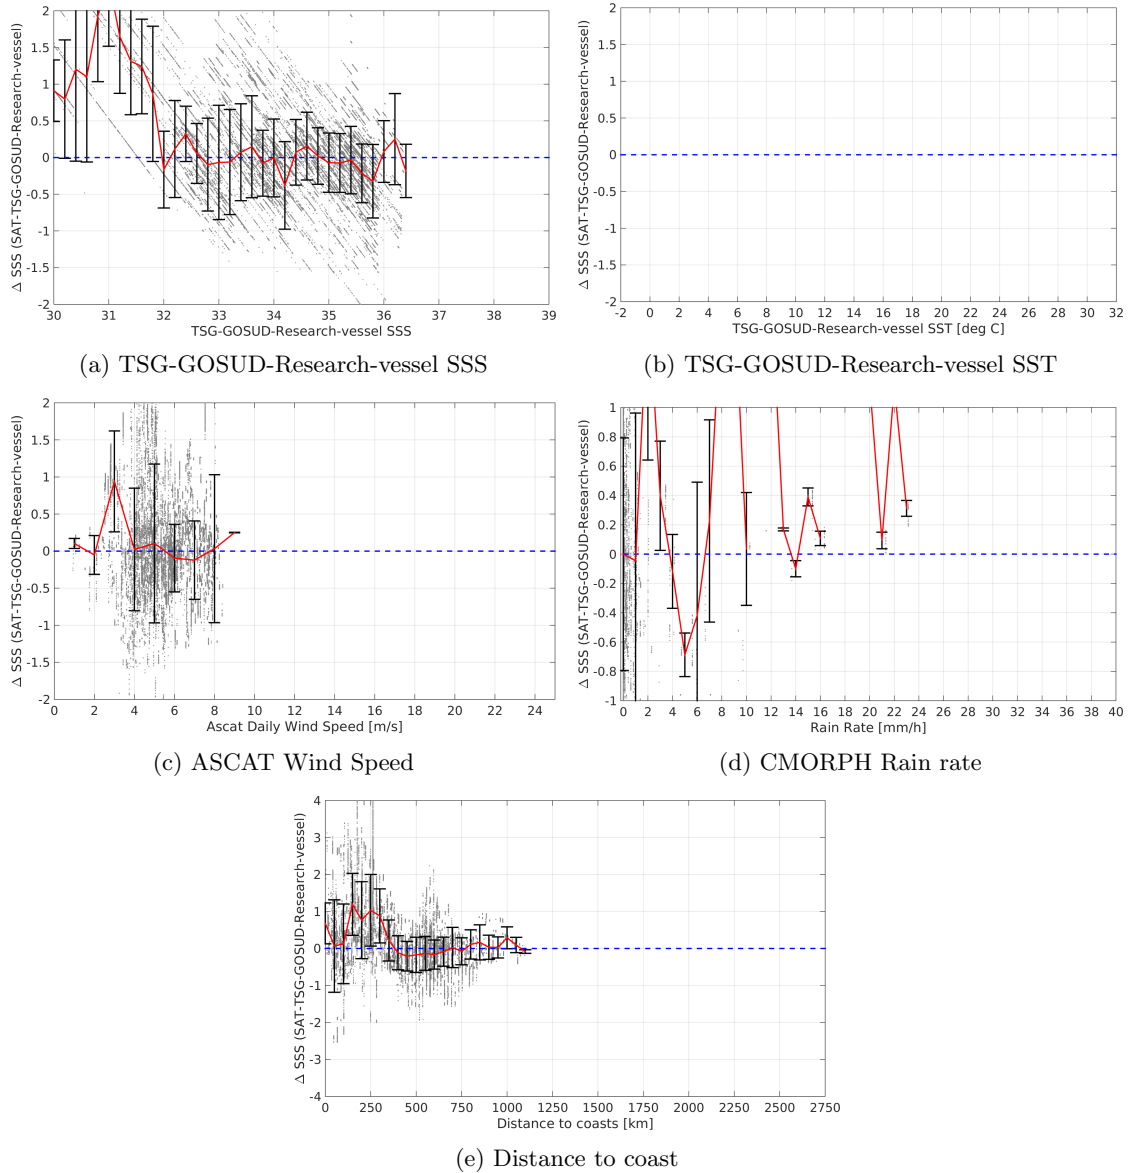 2
1.5
1
0.5
0
-0.5
-1
-1.5
-2
Δ SSS (SAT-TSG-GOSUD-Research-vessel)
30 31 32 33 34 35 36 37 38 39
TSG-GOSUD-Research-vessel SSS
(a) TSG-GOSUD-Research-vessel SSS
2
1.5
1
0.5
0
-0.5
-1
-1.5
-2
Δ SSS (SAT-TSG-GOSUD-Research-vessel)
-2 0 2 4 6 8 10 12 14 16 18 20 22 24 26 28 30 32
TSG-GOSUD-Research-vessel SST [deg C]
(b) TSG-GOSUD-Research-vessel SST
2
1.5
1
0.5
0
-0.5
-1
-1.5
-2
Δ SSS (SAT-TSG-GOSUD-Research-vessel)
0 2 4 6 8 10 12 14 16 18 20 22 24
Ascat Daily Wind Speed [m/s]
(c) ASCAT Wind Speed
1
0.8
0.6
0.4
0.2
0
-0.2
-0.4
-0.6
-0.8
-1
Δ SSS (SAT-TSG-GOSUD-Research-vessel)
0 2 4 6 8 10 12 14 16 18 20 22 24 26 28 30 32 34 36 38 40
Rain Rate [mm/h]
(d) CMORPH Rain rate
4
3
2
1
0
-1
-2
-3
-4
Δ SSS (SAT-TSG-GOSUD-Research-vessel)
0 250 500 750 1000 1250 1500 1750 2000 2250 2500 2750
Distance to coasts [km]
(e) Distance to coast